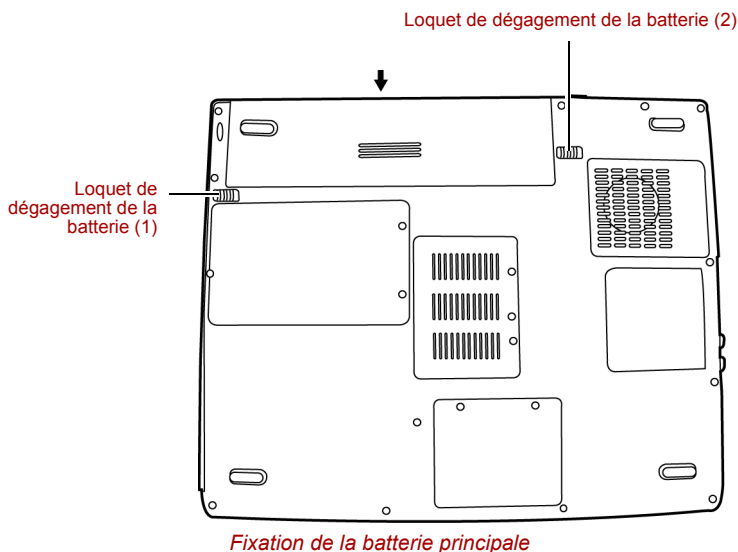 Loquet de dégagement de la batterie (2)
Loquet de
dégagement de la
batterie (1)
Fixation de la batterie principale